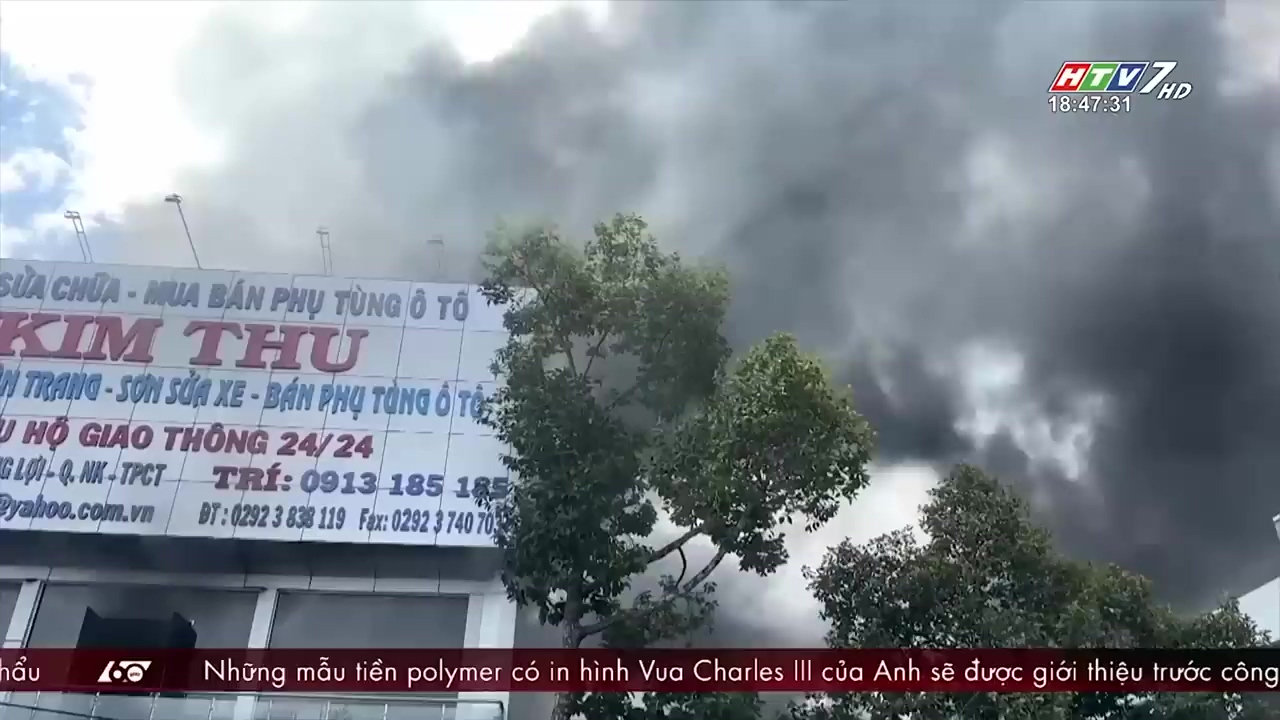 HTV7 HD
18:47:31
SỬA CHỮA - MUA BÁN PHỤ TÙNG Ô TÔ
KIM THU
TRANG - SƠN SỬA XE - BÁN PHỤ TÙNG Ô TÔ
HỘ GIAO THÔNG 24/24
LỢI - Q. NK - TPCT TRÍ: 0913 185 185
@yahoo.com.vn ĐT : 0292 3 838 119 Fax: 0292 3 740 70
hẩu 60 Những mẫu tiền polymer có in hình Vua Charles III của Anh sẽ được giới thiệu trước công